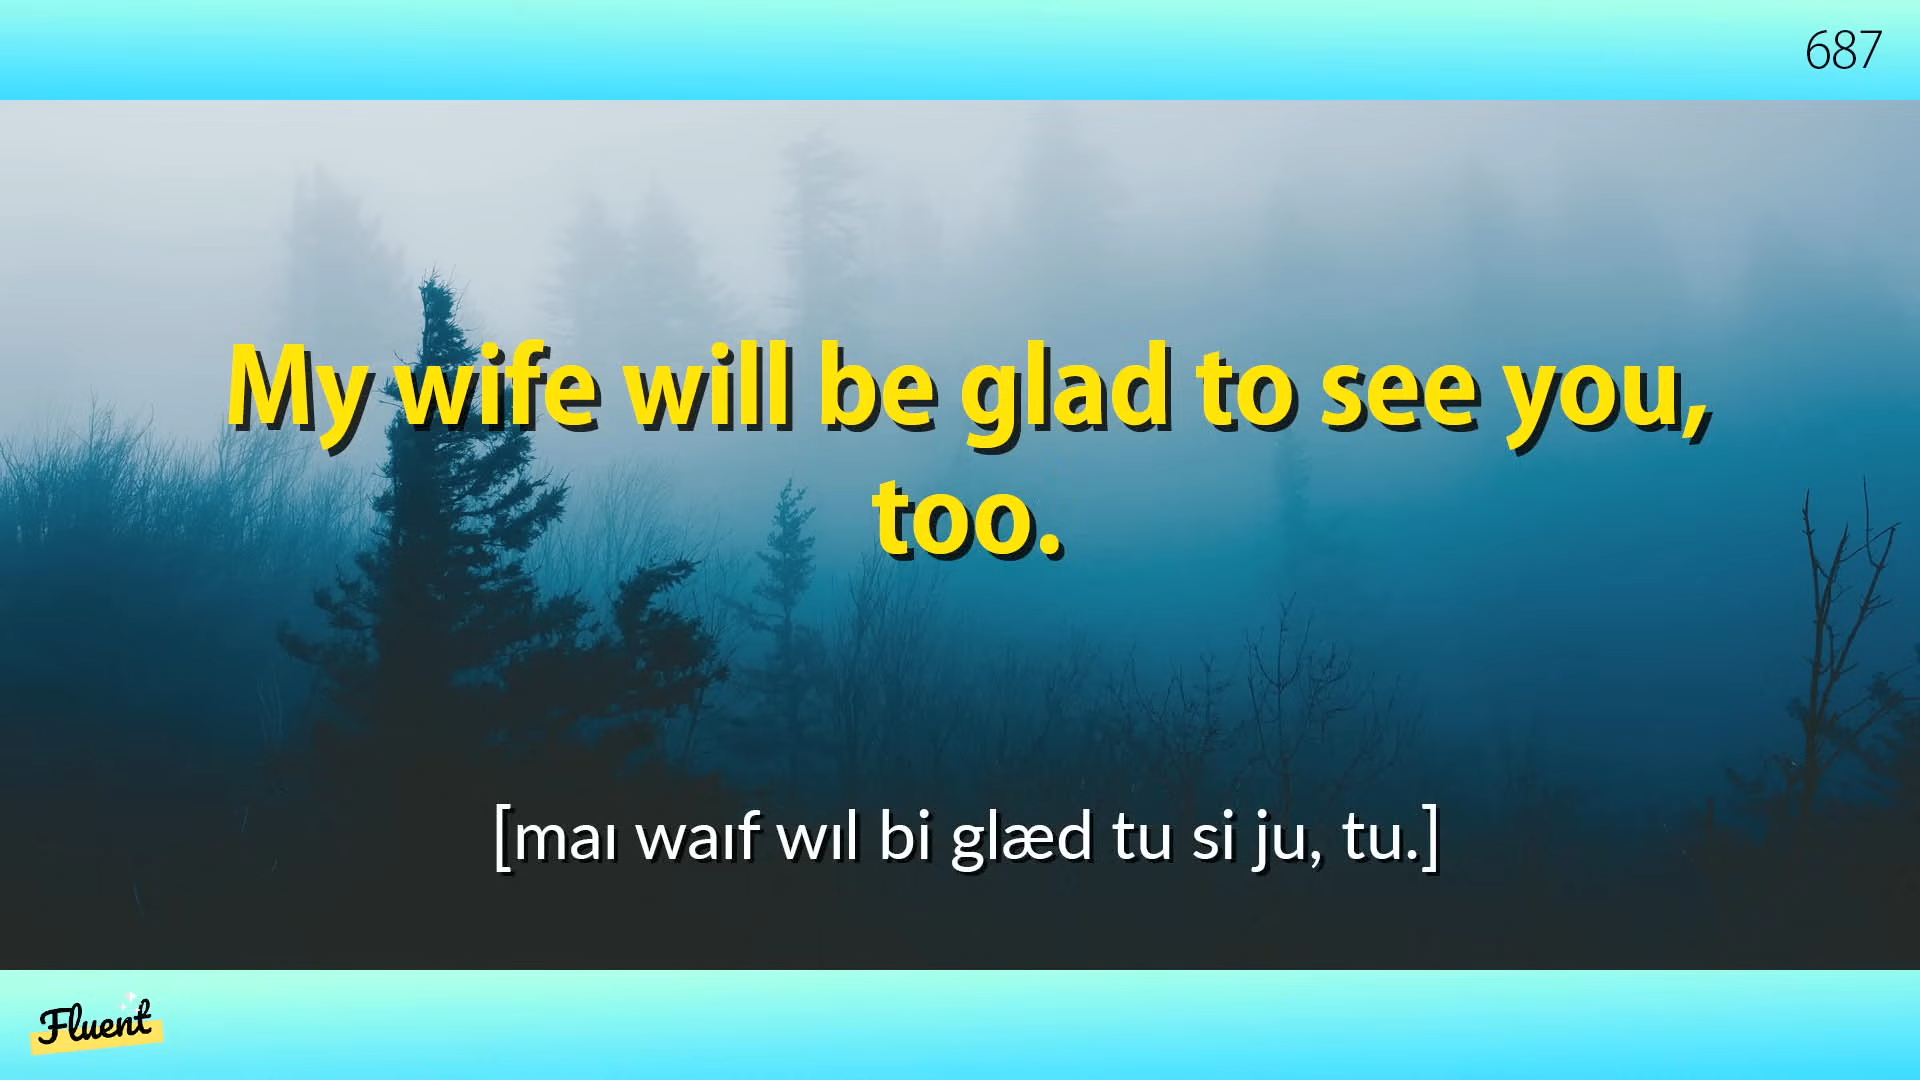 687
My wife will be glad to see you,
too.
[maɪ waɪf wɪl bi glæd tu si ju, tu.]
Fluent